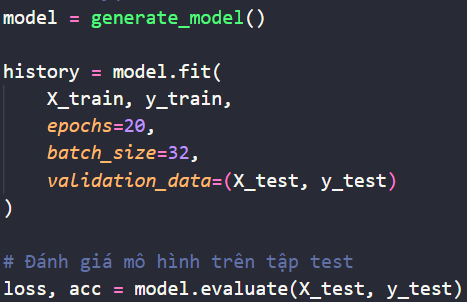 model = generate_model()
history = model.fit(
    X_train, y_train,
    epochs=20,
    batch_size=32,
    validation_data=(X_test, y_test)
)
# Đánh giá mô hình trên tập test
loss, acc = model.evaluate(X_test, y_test)